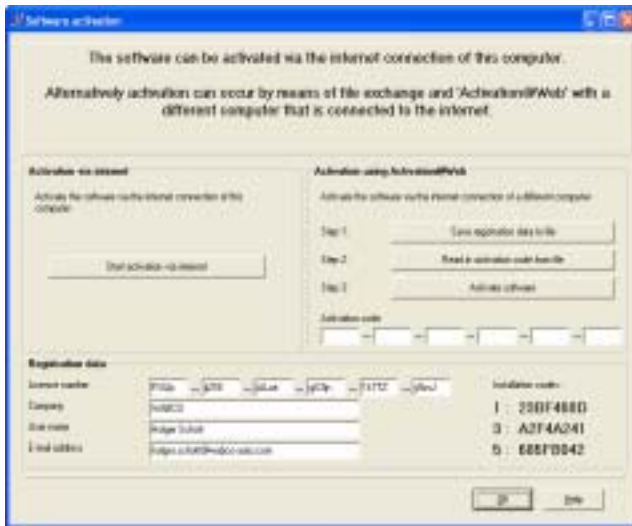 Software activation
The software can be activated via the internet connection of this computer.
Alternatively activation can occur by means of file exchange and 'Activation@Web' with a
different computer that is connected to the internet.
Activation via internet
Activate the software via the internet connection of this
computer.
Start activation via internet
Activation using Activation@Web
Activate the software via the internet connection of a different computer
Step 1
Save registration data to file
Step 2
Read in activation code from file
Step 3
Activate software
Activation code
Registration data
Licence number
Company
WABCO
User name
Holger Scholt
E-mail address
Installation codes
1 :
3 : A2F4A241
5 :
OK
Help